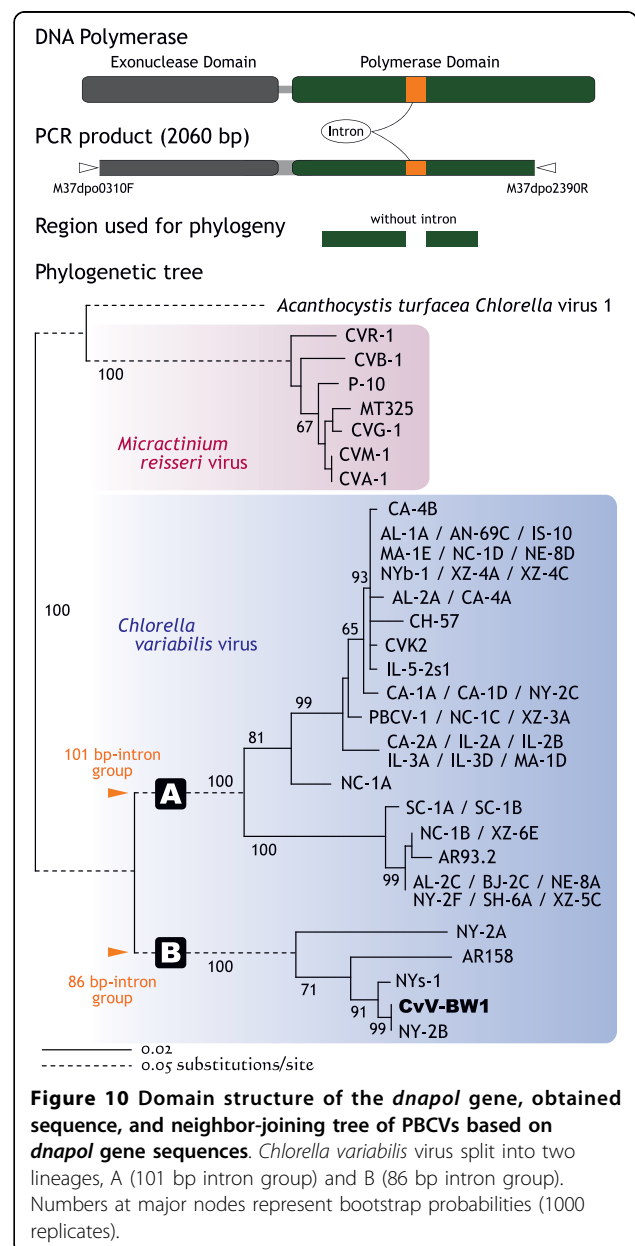 DNA Polymerase
Exonuclease Domain
Polymerase Domain
Intron
PCR product (2060 bp)
M37dpo0310F
M37dpo2390R
Region used for phylogeny
without intron
Phylogenetic tree
Acanthocystis turfacea Chlorella virus 1
CVR-1
100
CVB-1
P-10
MT325
67
CVG-1
Micractinium
reisseri virus
CVM-1
CVA-1
CA-4B
AL-1A / AN-69C / IS-10
MA-1E / NC-1D / NE-8D
NYb-1 / XZ-4A / XZ-4C
93
AL-2A / CA-4A
100
65
CH-57
Chlorella
variabilis virus
CVK2
IL-5-2s1
CA-1A / CA-1D / NY-2C
99
PBCV-1 / NC-1C / XZ-3A
81
CA-2A / IL-2A / IL-2B
IL-3A / IL-3D / MA-1D
101 bp-intron
group
A
100
NC-1A
SC-1A / SC-1B
NC-1B / XZ-6E
100
AR93.2
99
AL-2C / BJ-2C / NE-8A
NY-2F / SH-6A / XZ-5C
NY-2A
B
100
AR158
86 bp-intron
group
71
NYs-1
91
CvV-BW1
99
NY-2B
0.02
0.05 substitutions/site
Figure 10 Domain structure of the dnapol gene, obtained
sequence, and neighbor-joining tree of PBCVs based on
dnapol gene sequences. Chlorella variabilis virus split into two
lineages, A (101 bp intron group) and B (86 bp intron group).
Numbers at major nodes represent bootstrap probabilities (1000
replicates).